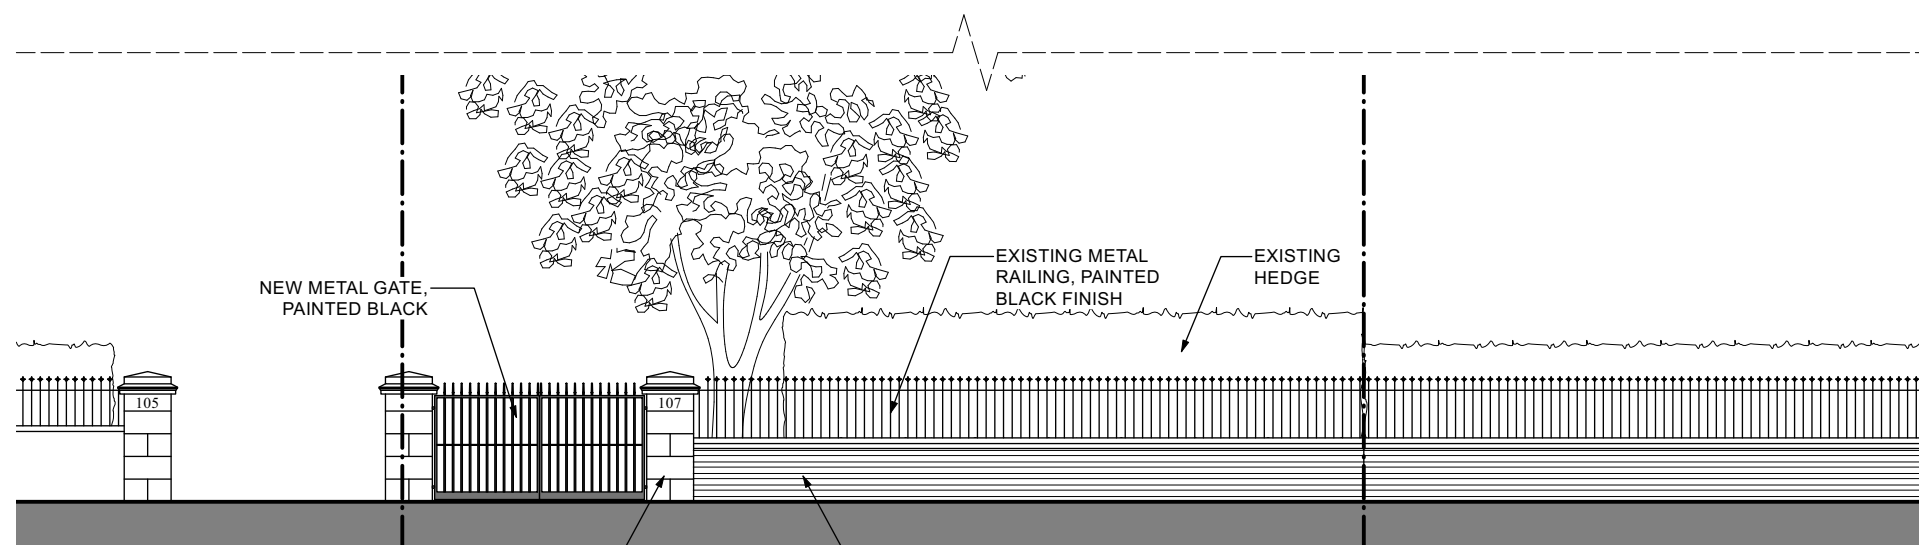 NEW METAL GATE,
PAINTED BLACK
EXISTING METAL
RAILING, PAINTED
BLACK FINISH
EXISTING
HEDGE
105
107